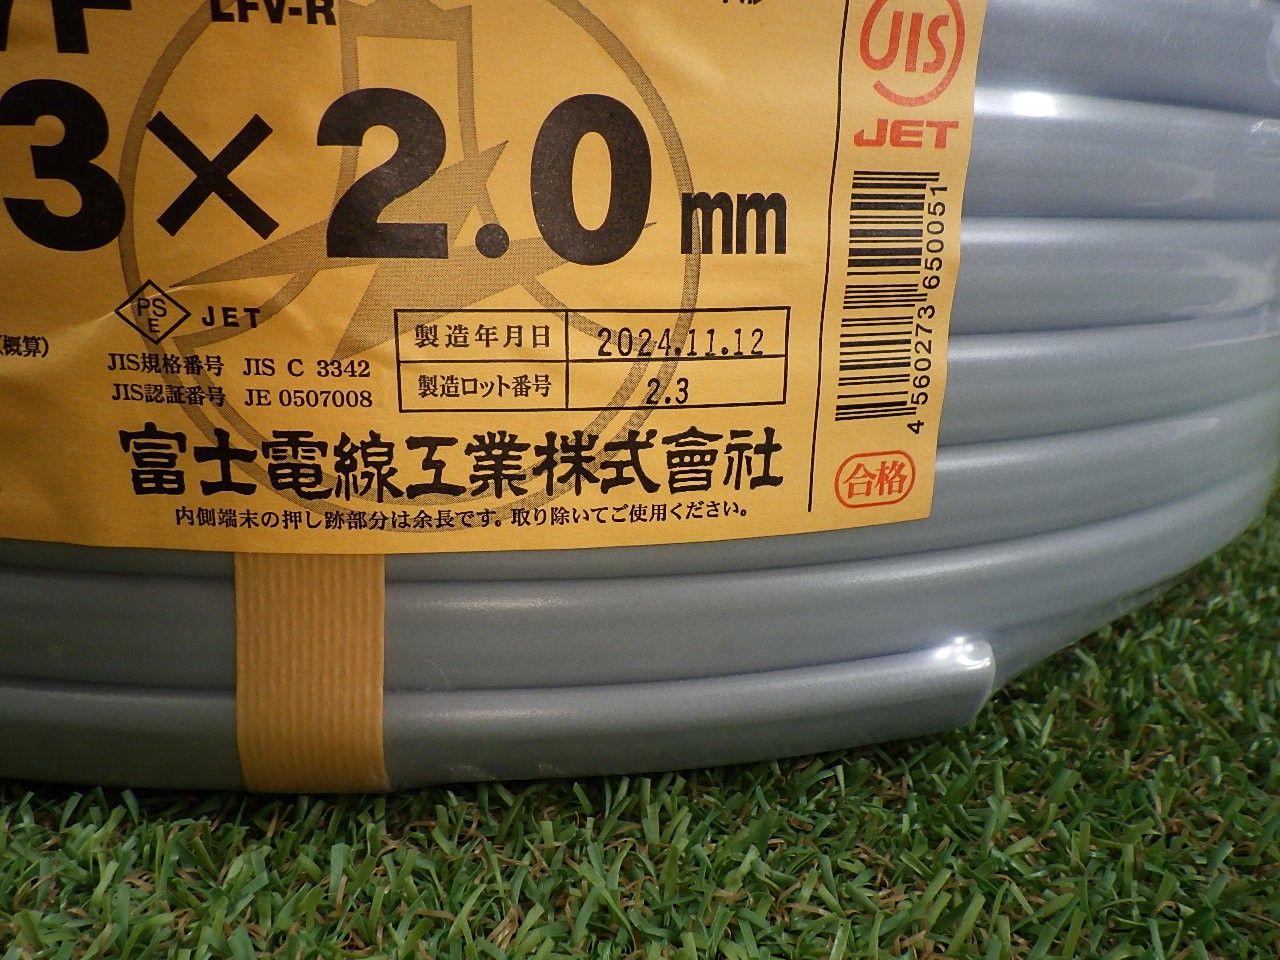 LFV-R
3×2.0mm
JIS
JET
4 560273 650051
PS
E
JET
(概算)
製造年月日 2024.11.12
JIS規格番号 JIS C 3342
製造ロット番号 2.3
JIS認証番号 JE 0507008
富士電線工業株式會社
合格
内側端末の押し跡部分は余長です。取り除いてご使用ください。